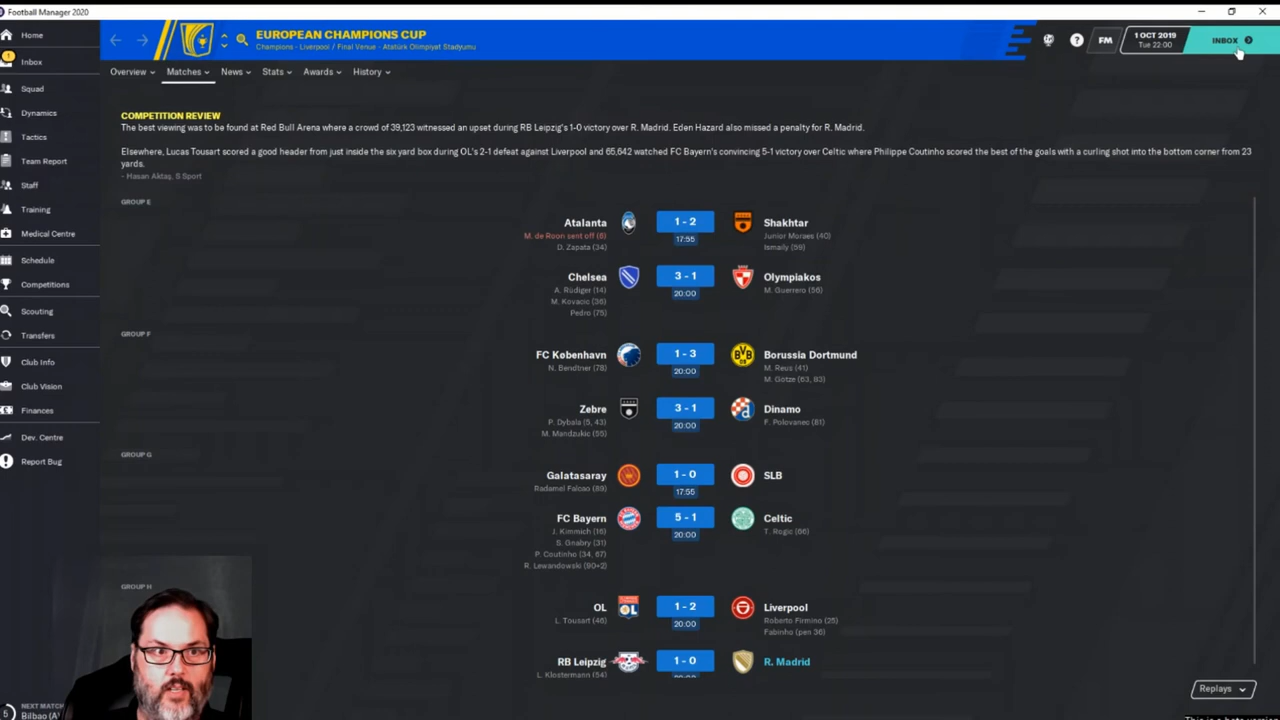 Football Manager 2020
Home
1
Inbox
Squad
Dynamics
Tactics
Team Report
Staff
Training
Medical Centre
Schedule
Competitions
Scouting
Transfers
Club Info
Club Vision
Finances
Dev. Centre
Report Bug
5
NEXT MATCH
Bilbao (A)
EUROPEAN CHAMPIONS CUP
Champions - Liverpool / Final Venue - Atatürk Olimpiyat Stadyumu
? FM 1 OCT 2019 INBOX
Tue 22:00
Overview Matches News Stats Awards History
COMPETITION REVIEW
The best viewing was to be found at Red Bull Arena where a crowd of 39,123 witnessed an upset during RB Leipzig's 1-0 victory over R. Madrid. Eden Hazard also missed a penalty for R. Madrid.
Elsewhere, Lucas Tousart scored a good header from just inside the six yard box during OL's 2-1 defeat against Liverpool and 65,642 watched FC Bayern's convincing 5-1 victory over Celtic where Philippe Coutinho scored the best of the goals with a curling shot into the bottom corner from 23
yards.
- Hasan Aktaş, S Sport
GROUP E
Atalanta 1 - 2 Shakhtar
M. de Roon sent off (6) 17:55 Junior Moraes (40)
D. Zapata (34) Ismaily (59)
Chelsea 3 - 1 Olympiakos
A. Rüdiger (14) 20:00 M. Guerrero (56)
M. Kovacic (36)
Pedro (75)
GROUP F
FC København 1 - 3 Borussia Dortmund
N. Bendtner (78) 20:00 M. Reus (41)
M. Götze (63, 83)
Zebre 3 - 1 Dinamo
P. Dybala (5, 43) 20:00 F. Polovanec (81)
M. Mandzukic (55)
GROUP G
Galatasaray 1 - 0 SLB
Radamel Falcao (89) 17:55
FC Bayern 5 - 1 Celtic
J. Kimmich (16) 20:00 T. Rogic (66)
S. Gnabry (31)
P. Coutinho (34, 67)
R. Lewandowski (90+2)
GROUP H
OL 1 - 2 Liverpool
L. Tousart (46) 20:00 Roberto Firmino (25)
Fabinho (pen 36)
RB Leipzig 1 - 0 R. Madrid
L. Klostermann (54)
Replays